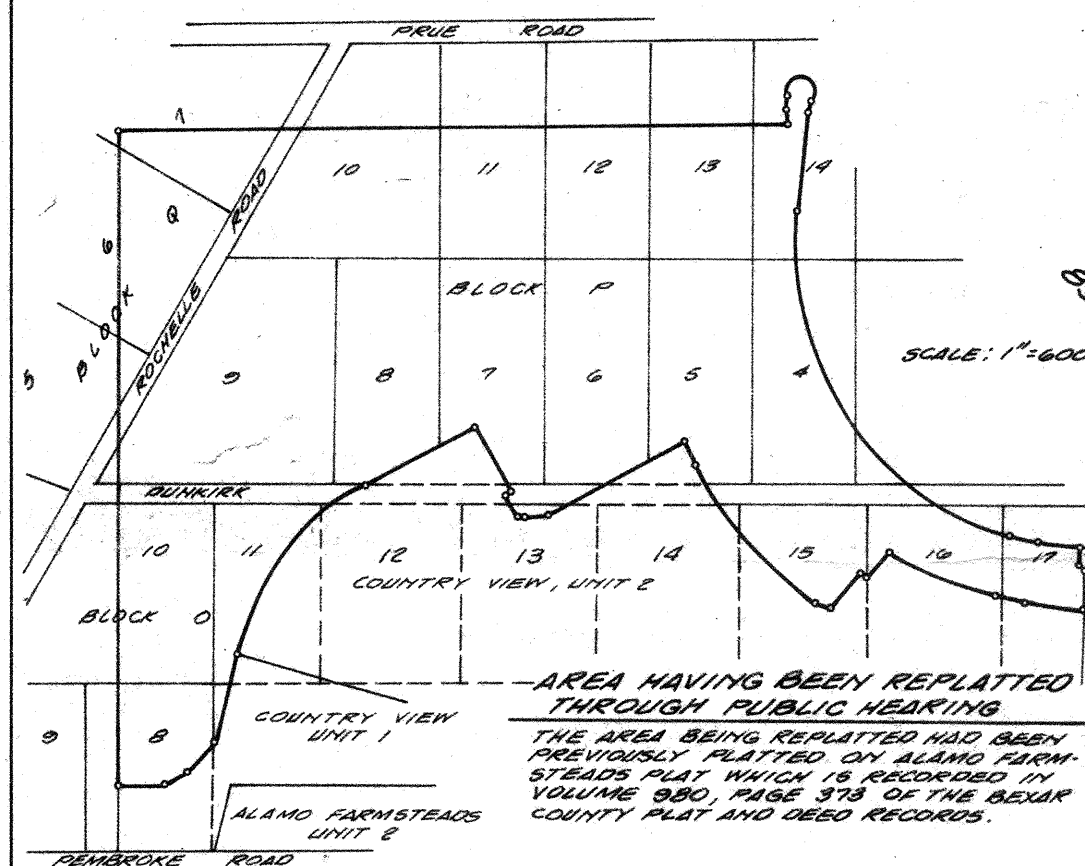 PRUE ROAD
7
10
11
12
13
14
Q
6
ROCHELLE ROAD
BLOCK
BLOCK P
SCALE: 1"=600
9
8
7
6
5
4
DUNKIRK
10
11
12
13
14
15
16
17
COUNTRY VIEW, UNIT 2
BLOCK O
AREA HAVING BEEN REPLATTED
THROUGH PUBLIC HEARING
COUNTRY VIEW
UNIT 1
9
8
THE AREA BEING REPLATTED HAD BEEN
PREVIOUSLY PLATTED ON ALAMO FARM-
STEADS PLAT WHICH IS RECORDED IN
VOLUME 980, PAGE 373 OF THE BEXAR
COUNTY PLAT AND DEED RECORDS.
ALAMO FARMSTEADS
UNIT 2
PEMBROKE ROAD